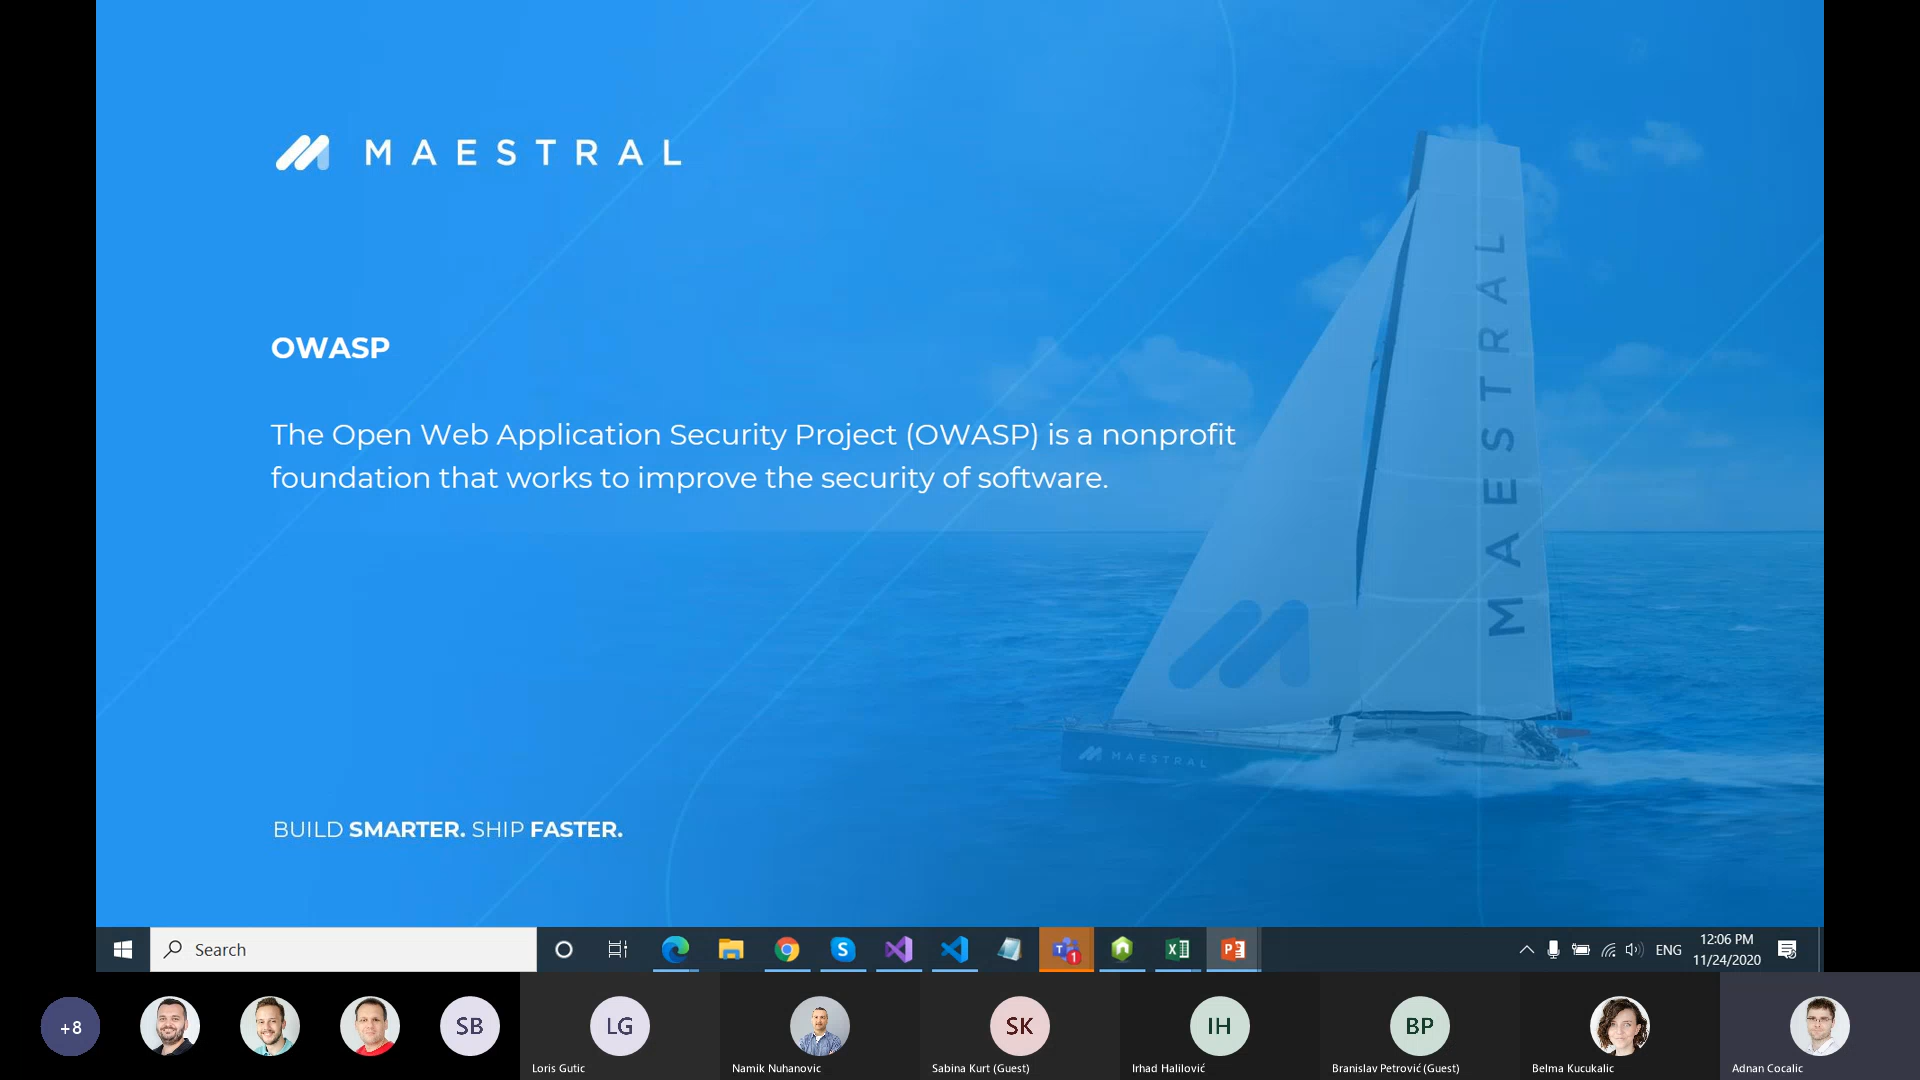 MAESTRAL
OWASP
The Open Web Application Security Project (OWASP) is a nonprofit
foundation that works to improve the security of software.
MAESTRAL
MAESTRAL
BUILD SMARTER. SHIP FASTER.
Search
S
T
1
X
P
ENG
12:06 PM
11/24/2020
+8
SB
LG
SK
IH
BP
Loris Gutic
Namik Nuhanovic
Sabina Kurt (Guest)
Irhad Halilović
Branislav Petrović (Guest)
Belma Kucukalic
Adnan Cocalic